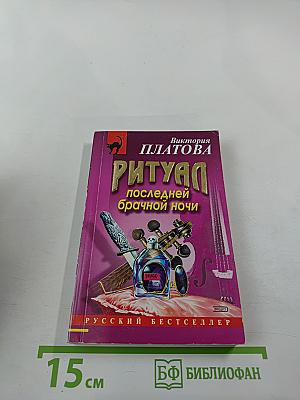 Виктория
ПЛАТОВА
РИТУАЛ
последней
брачной ночи
РУССКИЙ БЕСТСЕЛЛЕР
15 см
БФ БИБЛИОФАН